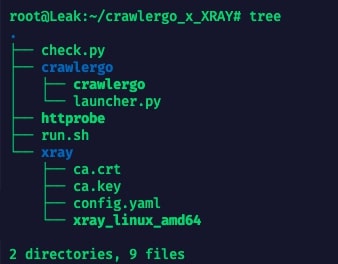 root@Leak:~/crawlergo_x_XRAY# tree
.
├── check.py
├── crawlergo
│   ├── crawlergo
│   └── launcher.py
├── httprobe
├── run.sh
└── xray
    ├── ca.crt
    ├── ca.key
    ├── config.yaml
    └── xray_linux_amd64

2 directories, 9 files